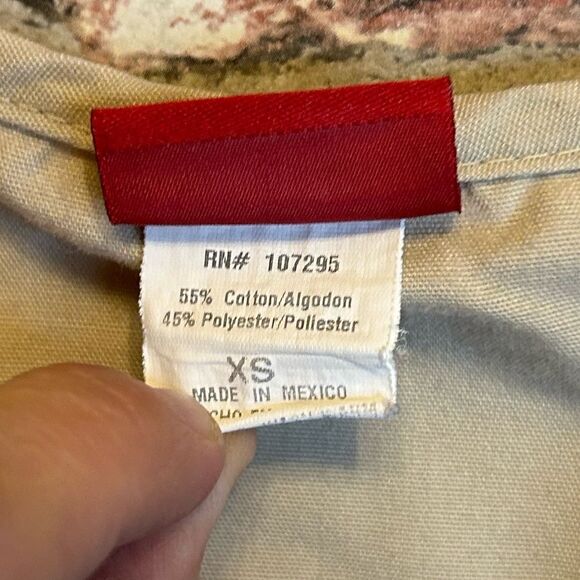 RN# 107295
55% Cotton/Algodon
45% Polyester/Poliester
XS
MADE IN MEXICO